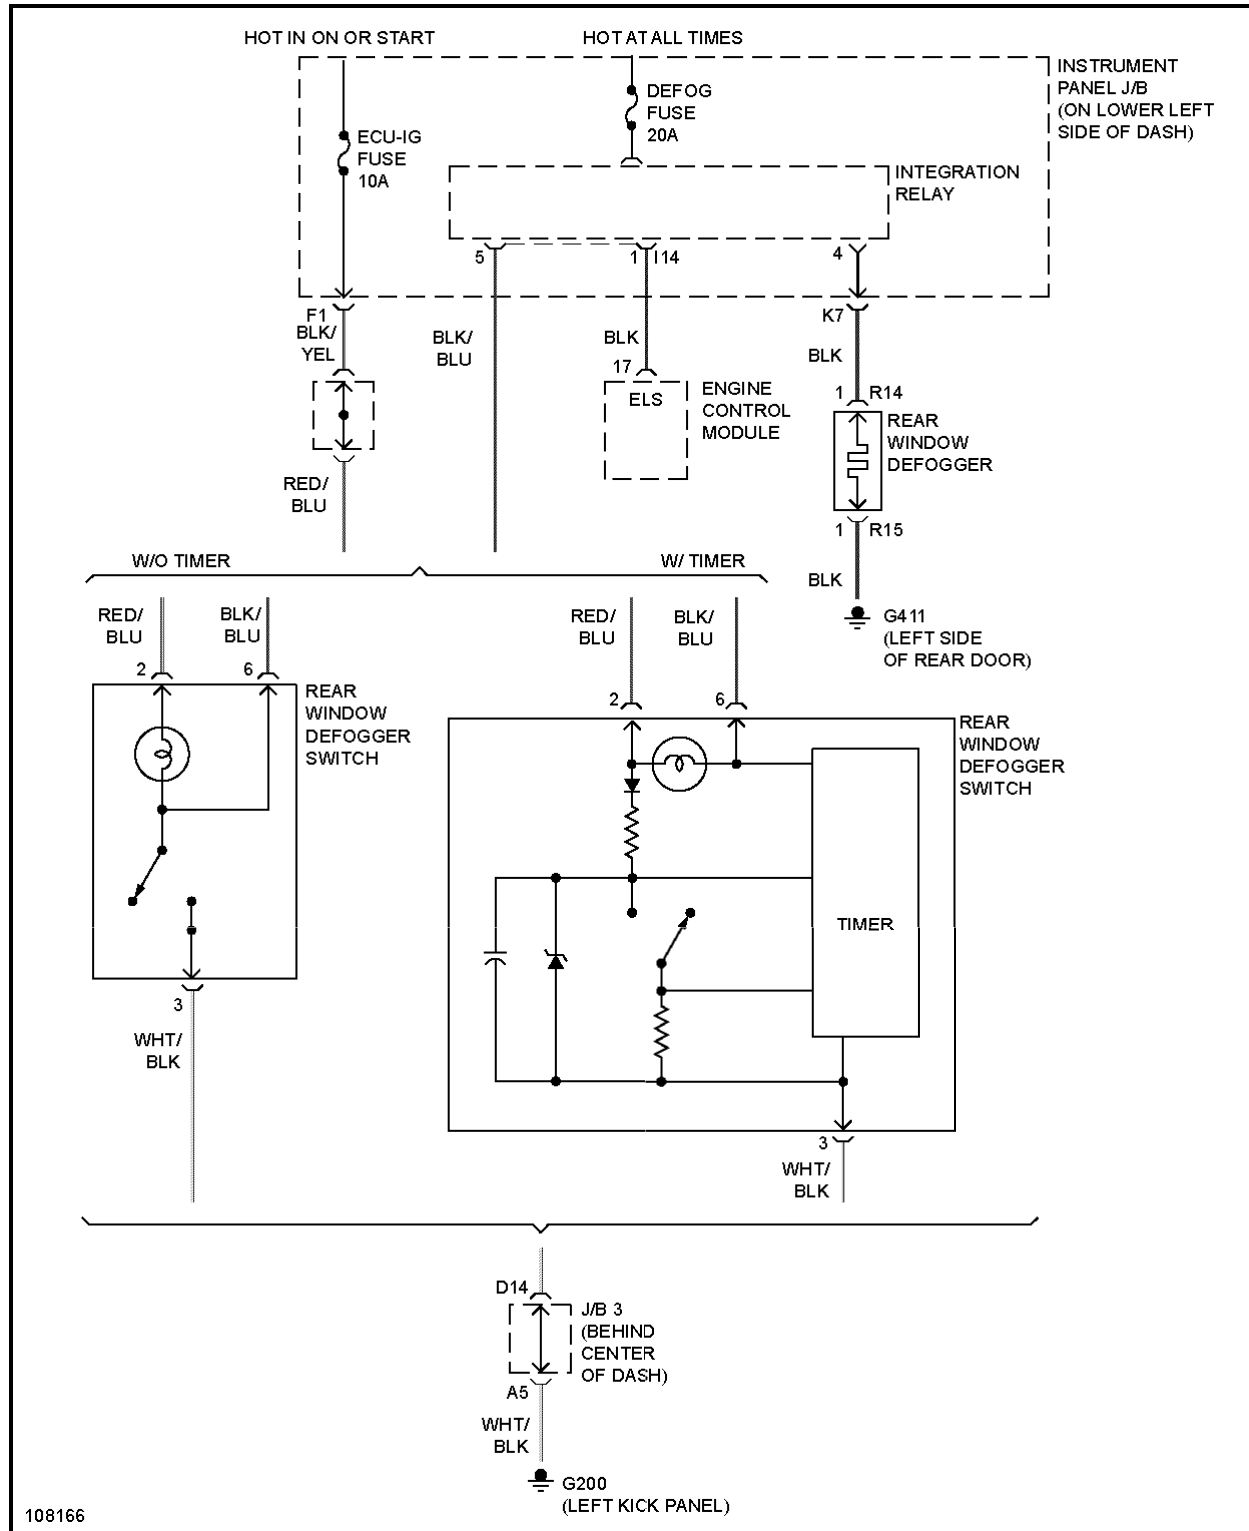 HOT IN ON OR START
HOT AT ALL TIMES
INSTRUMENT
PANEL J/B
(ON LOWER LEFT
SIDE OF DASH)
DEFOG
FUSE
20A
ECU-IG
FUSE
10A
INTEGRATION
RELAY
5
1
I14
4
F1
K7
BLK/
YEL
BLK/
BLU
BLK
BLK
17
ELS
ENGINE
CONTROL
MODULE
1
R14
REAR
WINDOW
DEFOGGER
RED/
BLU
1
R15
BLK
G411
(LEFT SIDE
OF REAR DOOR)
W/O TIMER
W/ TIMER
RED/
BLU
BLK/
BLU
RED/
BLU
BLK/
BLU
2
6
REAR
WINDOW
DEFOGGER
SWITCH
2
6
REAR
WINDOW
DEFOGGER
SWITCH
TIMER
3
WHT/
BLK
3
WHT/
BLK
D14
J/B 3
(BEHIND
CENTER
OF DASH)
A5
WHT/
BLK
G200
(LEFT KICK PANEL)
108166